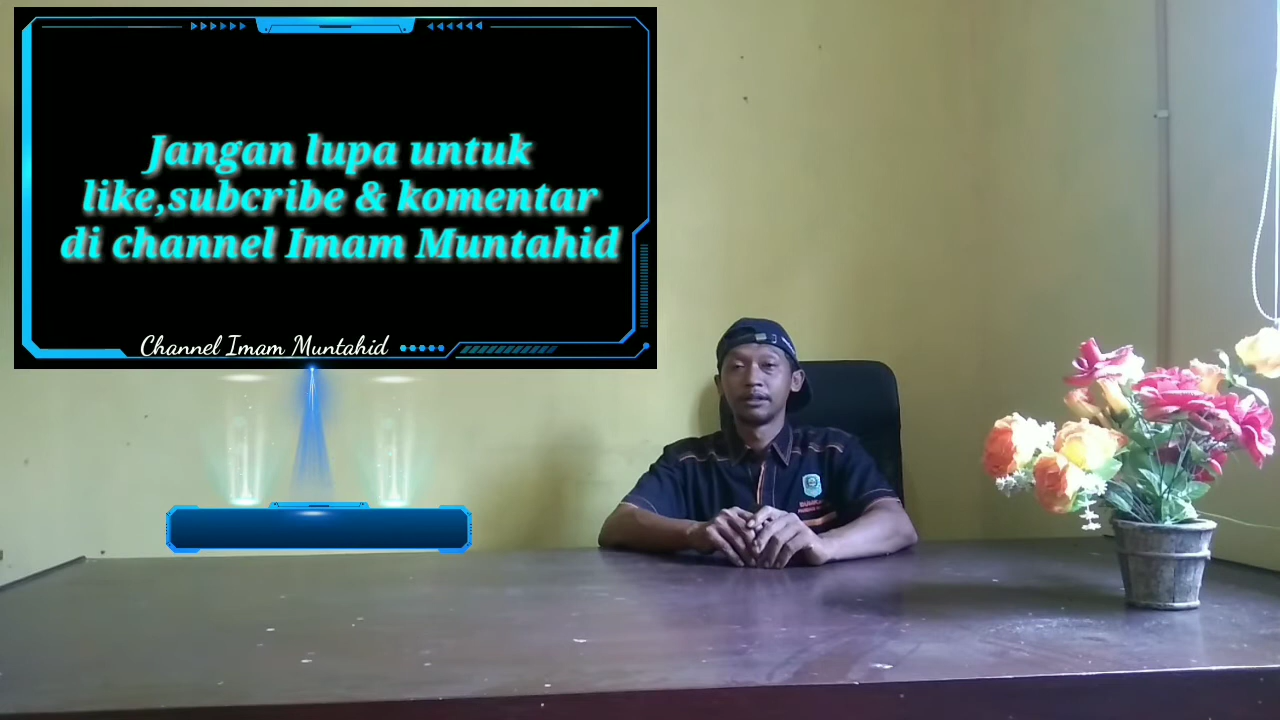 Jangan lupa untuk
like,subcribe & komentar
di channel Imam Muntahid
Channel Imam Muntahid